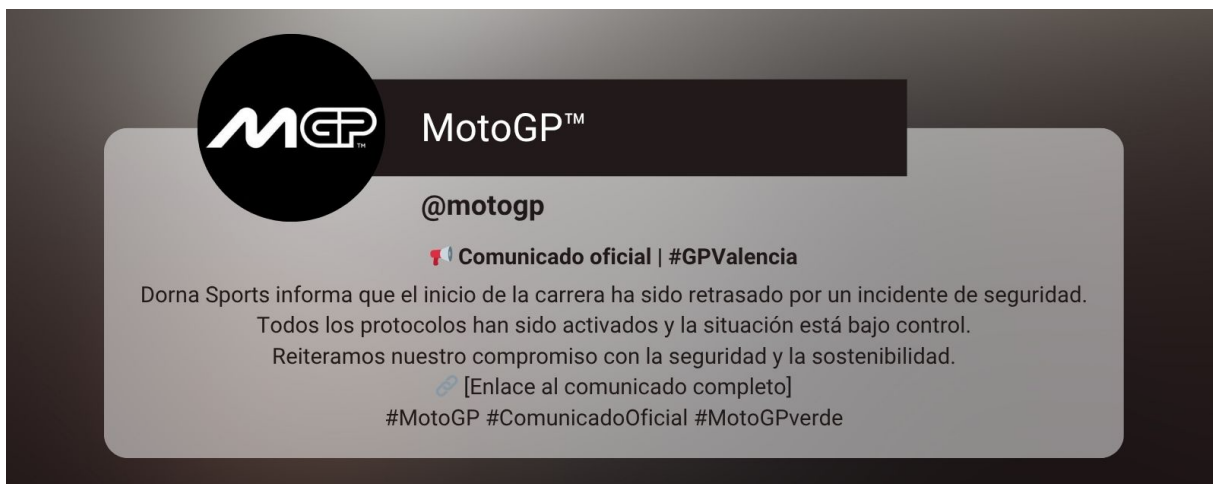 MGP™
MotoGP™
@motogp
📢 Comunicado oficial | #GPValencia
Dorna Sports informa que el inicio de la carrera ha sido retrasado por un incidente de seguridad.
Todos los protocolos han sido activados y la situación está bajo control.
Reiteramos nuestro compromiso con la seguridad y la sostenibilidad.
🔗 [Enlace al comunicado completo]
#MotoGP #ComunicadoOficial #MotoGPverde